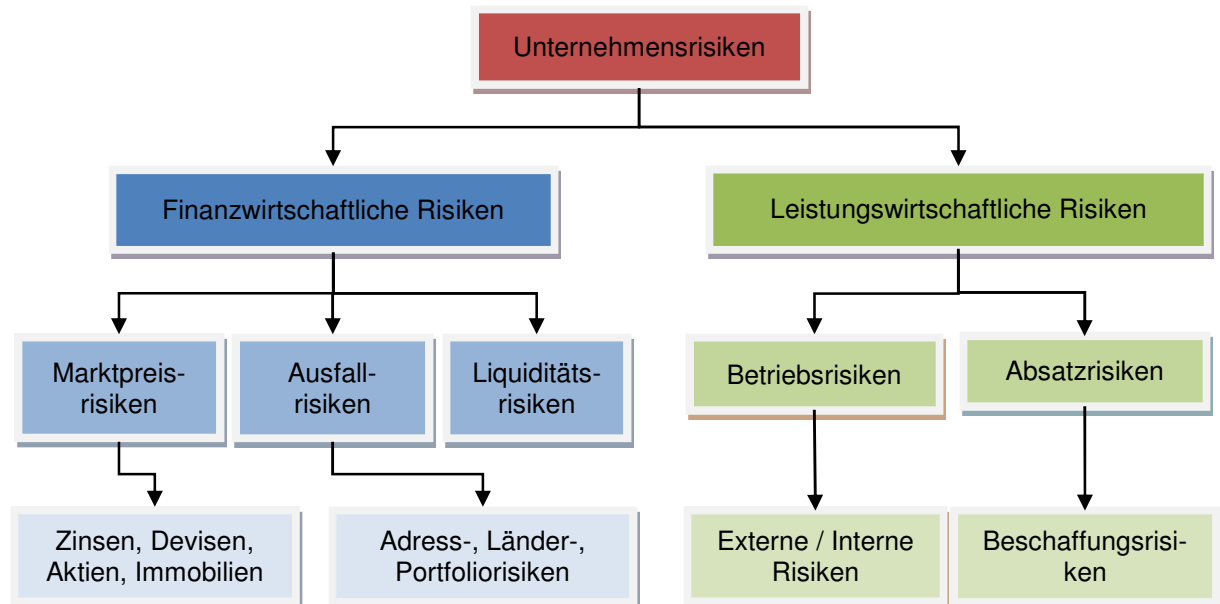 Unternehmensrisiken
Finanzwirtschaftliche Risiken
Leistungswirtschaftliche Risiken
Marktpreis-
risiken
Ausfall-
risiken
Liquiditäts-
risiken
Betriebsrisiken
Absatzrisiken
Zinsen, Devisen,
Aktien, Immobilien
Adress-, Länder-,
Portfoliorisiken
Externe / Interne
Risiken
Beschaffungsrisi-
ken